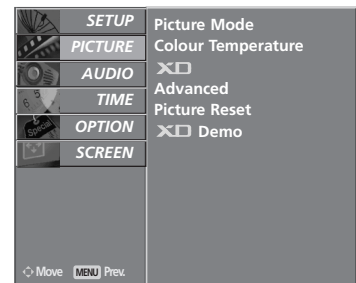 SETUP
PICTURE
AUDIO
TIME
OPTION
SCREEN
Move MENU Prev.
Picture Mode
Colour Temperature
XD
Advanced
Picture Reset
XD Demo